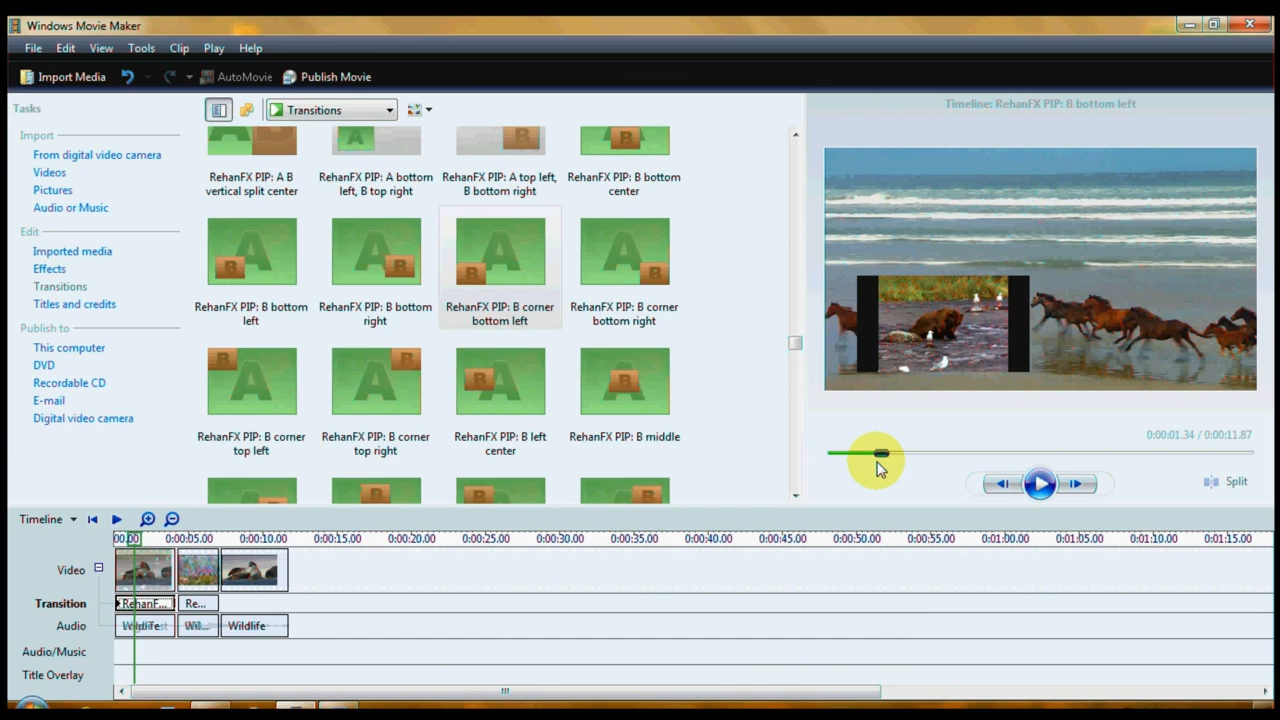 Windows Movie Maker
File Edit View Tools Clip Play Help
Import Media AutoMovie Publish Movie
Tasks
Import
From digital video camera
Videos
Pictures
Audio or Music
Edit
Imported media
Effects
Transitions
Titles and credits
Publish to
This computer
DVD
Recordable CD
E-mail
Digital video camera
Transitions
A B A B B B
RehanFX PIP: A B
vertical split center
RehanFX PIP: A bottom
left, B top right
RehanFX PIP: A top left,
B bottom right
RehanFX PIP: B bottom
center
A B A B A B A B
RehanFX PIP: B bottom
left
RehanFX PIP: B bottom
right
RehanFX PIP: B corner
bottom left
RehanFX PIP: B corner
bottom right
A B A B A B A B
RehanFX PIP: B corner
top left
RehanFX PIP: B corner
top right
RehanFX PIP: B left
center
RehanFX PIP: B middle
B B B
Timeline: RehanFX PIP: B bottom left
0:00:01.34 / 0:00:11.87
Split
Timeline
00.00 0:00:05.00 0:00:10.00 0:00:15.00 0:00:20.00 0:00:25.00 0:00:30.00 0:00:35.00 0:00:40.00 0:00:45.00 0:00:50.00 0:00:55.00 0:01:00.00 0:01:05.00 0:01:10.00 0:01:15.00
Video
Transition RehanF... Re...
Audio Wildlife Wil... Wildlife
Audio/Music
Title Overlay